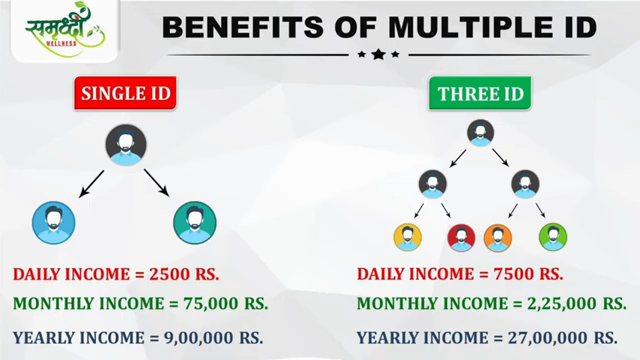 समृध्दी
WELLNESS
BENEFITS OF MULTIPLE ID
SINGLE ID
DAILY INCOME = 2500 RS.
MONTHLY INCOME = 75,000 RS.
YEARLY INCOME = 9,00,000 RS.
THREE ID
DAILY INCOME = 7500 RS.
MONTHLY INCOME = 2,25,000 RS.
YEARLY INCOME = 27,00,000 RS.